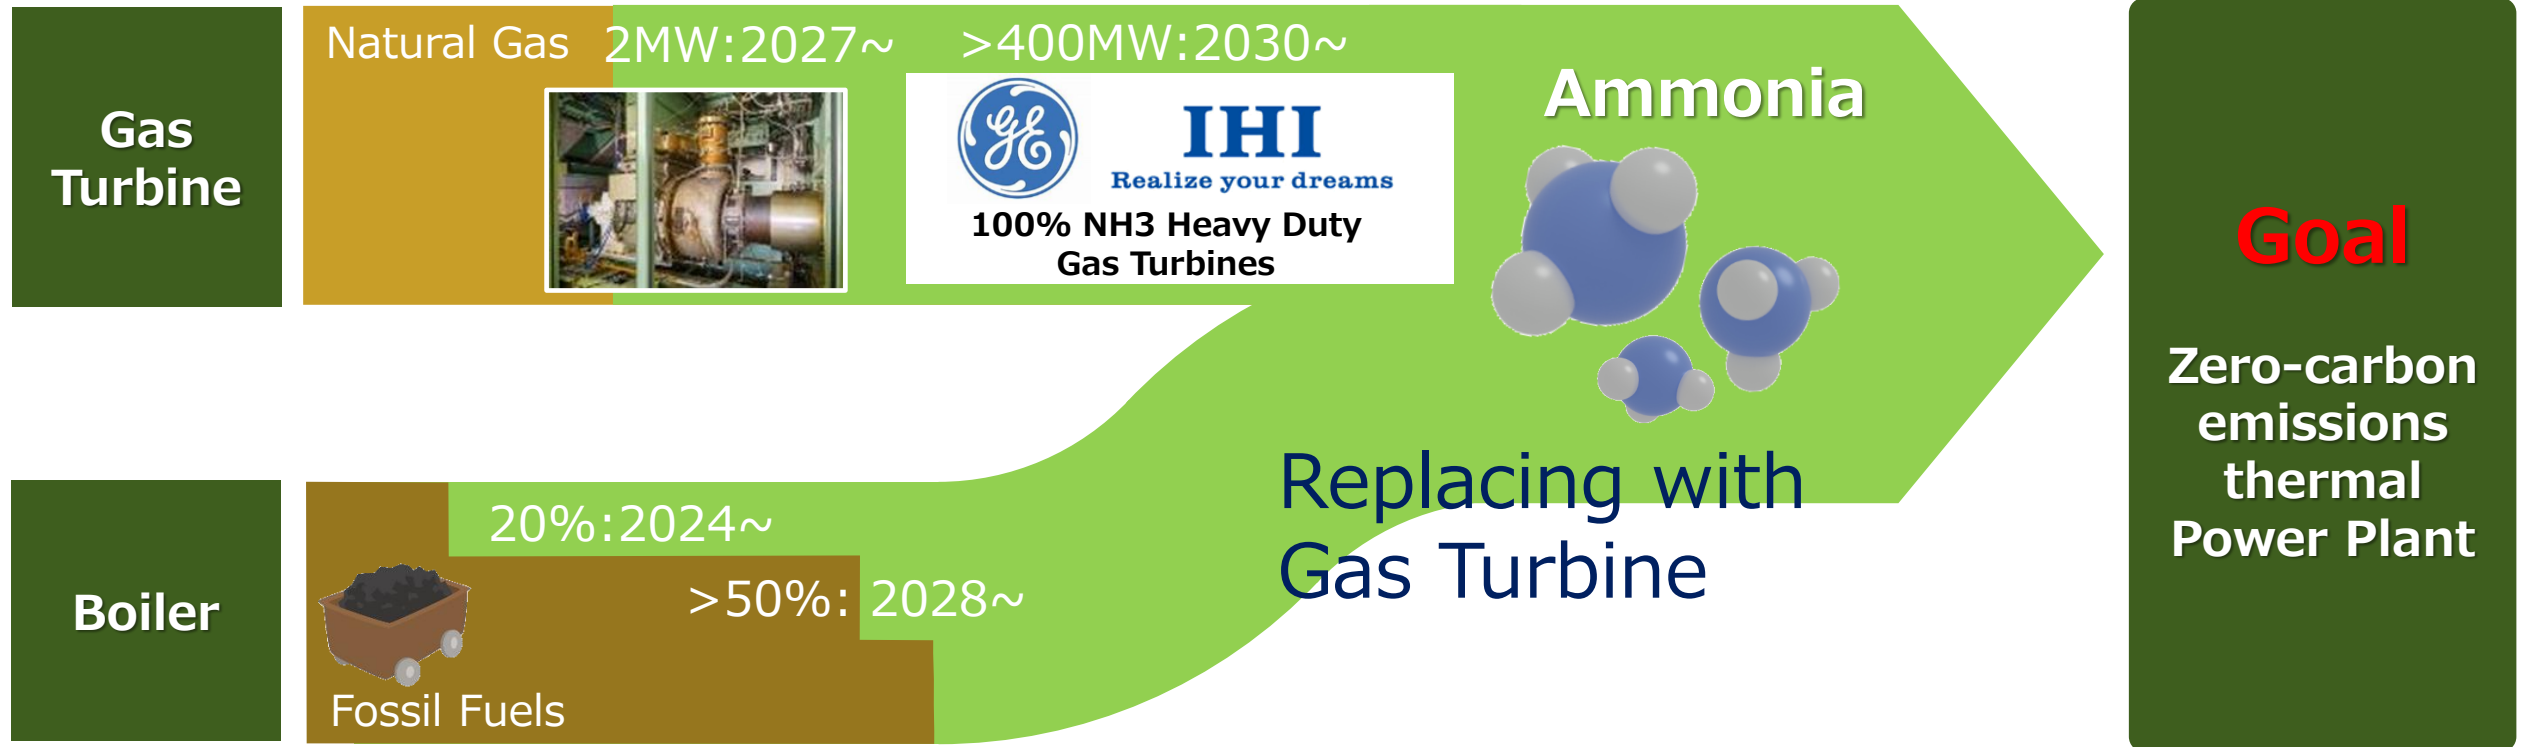 Gas
Turbine
Natural Gas
2MW:2027~
>400MW:2030~
GE
IHI
Realize your dreams
100% NH3 Heavy Duty
Gas Turbines
Ammonia
Goal
Zero-carbon
emissions
thermal
Power Plant
Boiler
20%:2024~
>50%: 2028~
Fossil Fuels
Replacing with
Gas Turbine